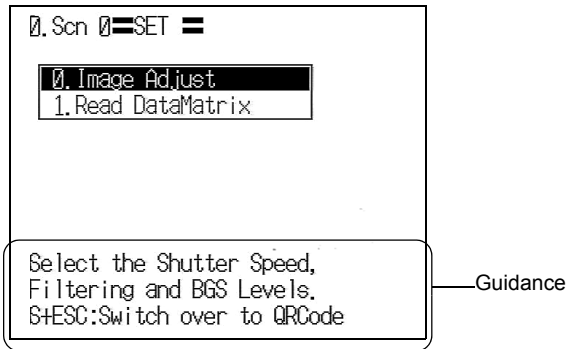 0.Scn 0=SET =
0.Image Adjust
1.Read DataMatrix
Select the Shutter Speed,
Filtering and BGS Levels.
S+ESC:Switch over to QRCode
Guidance